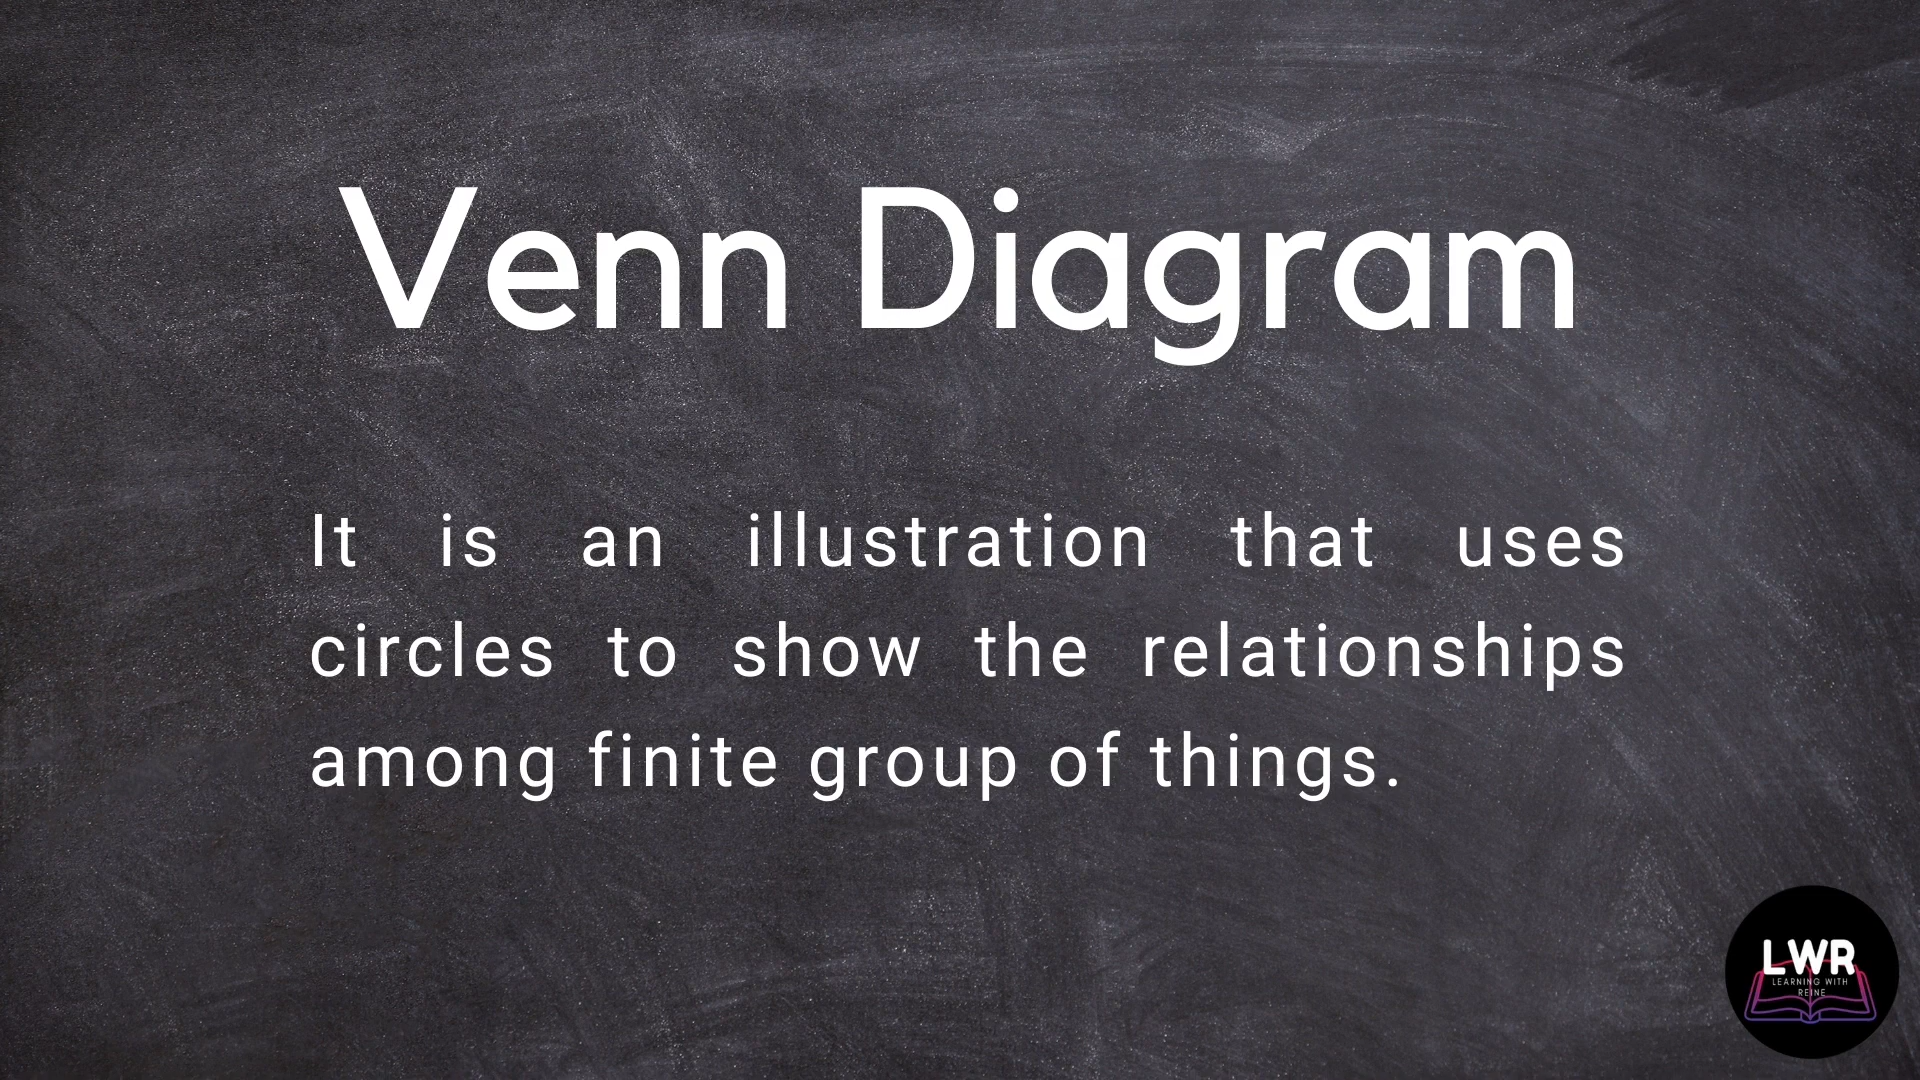 Venn Diagram
It is an illustration that uses
circles to show the relationships
among finite group of things.
LWR
LEARNING WITH
REINE